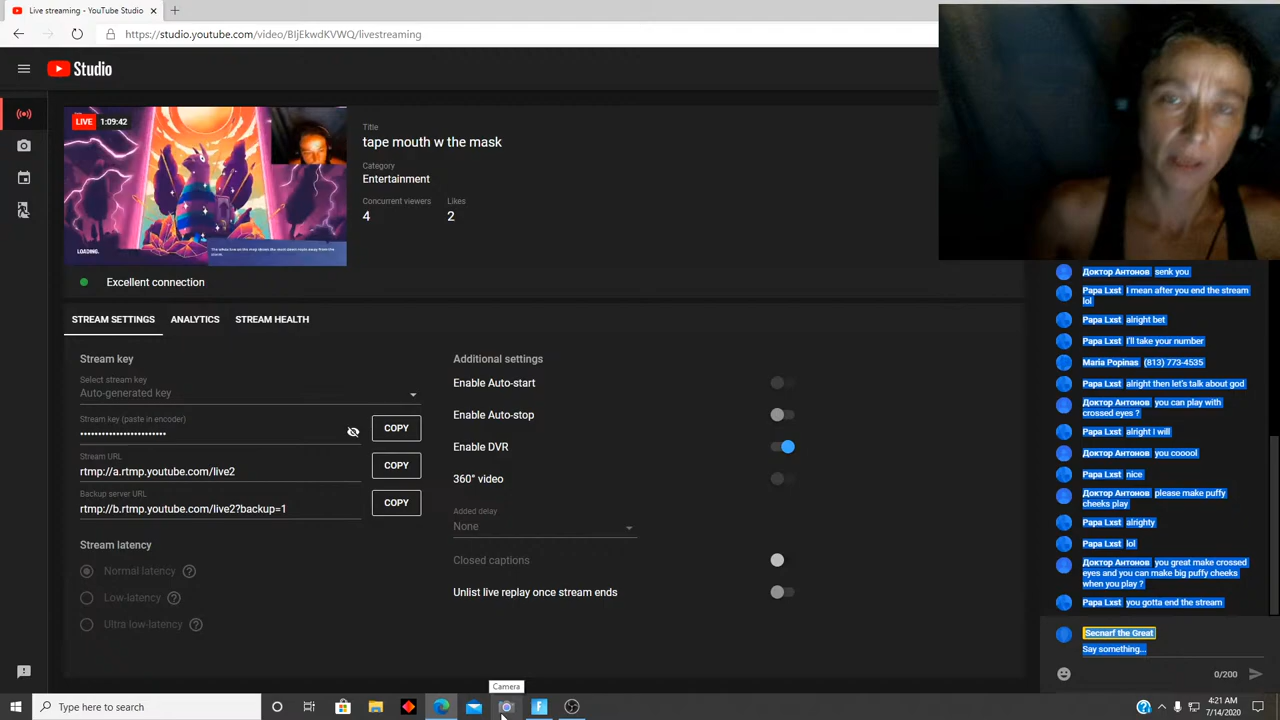 Live streaming - YouTube Studio
https://studio.youtube.com/video/BIjEkwdKVWQ/livestreaming
Studio
LIVE 1:09:42
LOADING.
Title
tape mouth w the mask
Category
Entertainment
Concurrent viewers
Likes
4
2
Excellent connection
STREAM SETTINGS
ANALYTICS
STREAM HEALTH
Stream key
Select stream key
Auto-generated key
Stream key (paste in encoder)
COPY
Stream URL
rtmp://a.rtmp.youtube.com/live2
COPY
Backup server URL
rtmp://b.rtmp.youtube.com/live2?backup=1
COPY
Stream latency
Normal latency
Low-latency
Ultra low-latency
Additional settings
Enable Auto-start
Enable Auto-stop
Enable DVR
360° video
Added delay
None
Closed captions
Unlist live replay once stream ends
Доктор Антонов senk you
Papa Lxst I mean after you end the stream
lol
Papa Lxst alright bet
Papa Lxst I'll take your number
Maria Popinas (813) 773-4535
Papa Lxst alright then let's talk about god
Доктор Антонов you can play with
crossed eyes ?
Papa Lxst alright I will
Доктор Антонов you cooool
Papa Lxst nice
Доктор Антонов please make puffy
cheeks play
Papa Lxst alrighty
Papa Lxst lol
Доктор Антонов you great make crossed
eyes and you can make big puffy cheeks
when you play ?
Papa Lxst you gotta end the stream
Secnarf the Great
Say something...
0/200
Camera
Type here to search
4:21 AM
7/14/2020